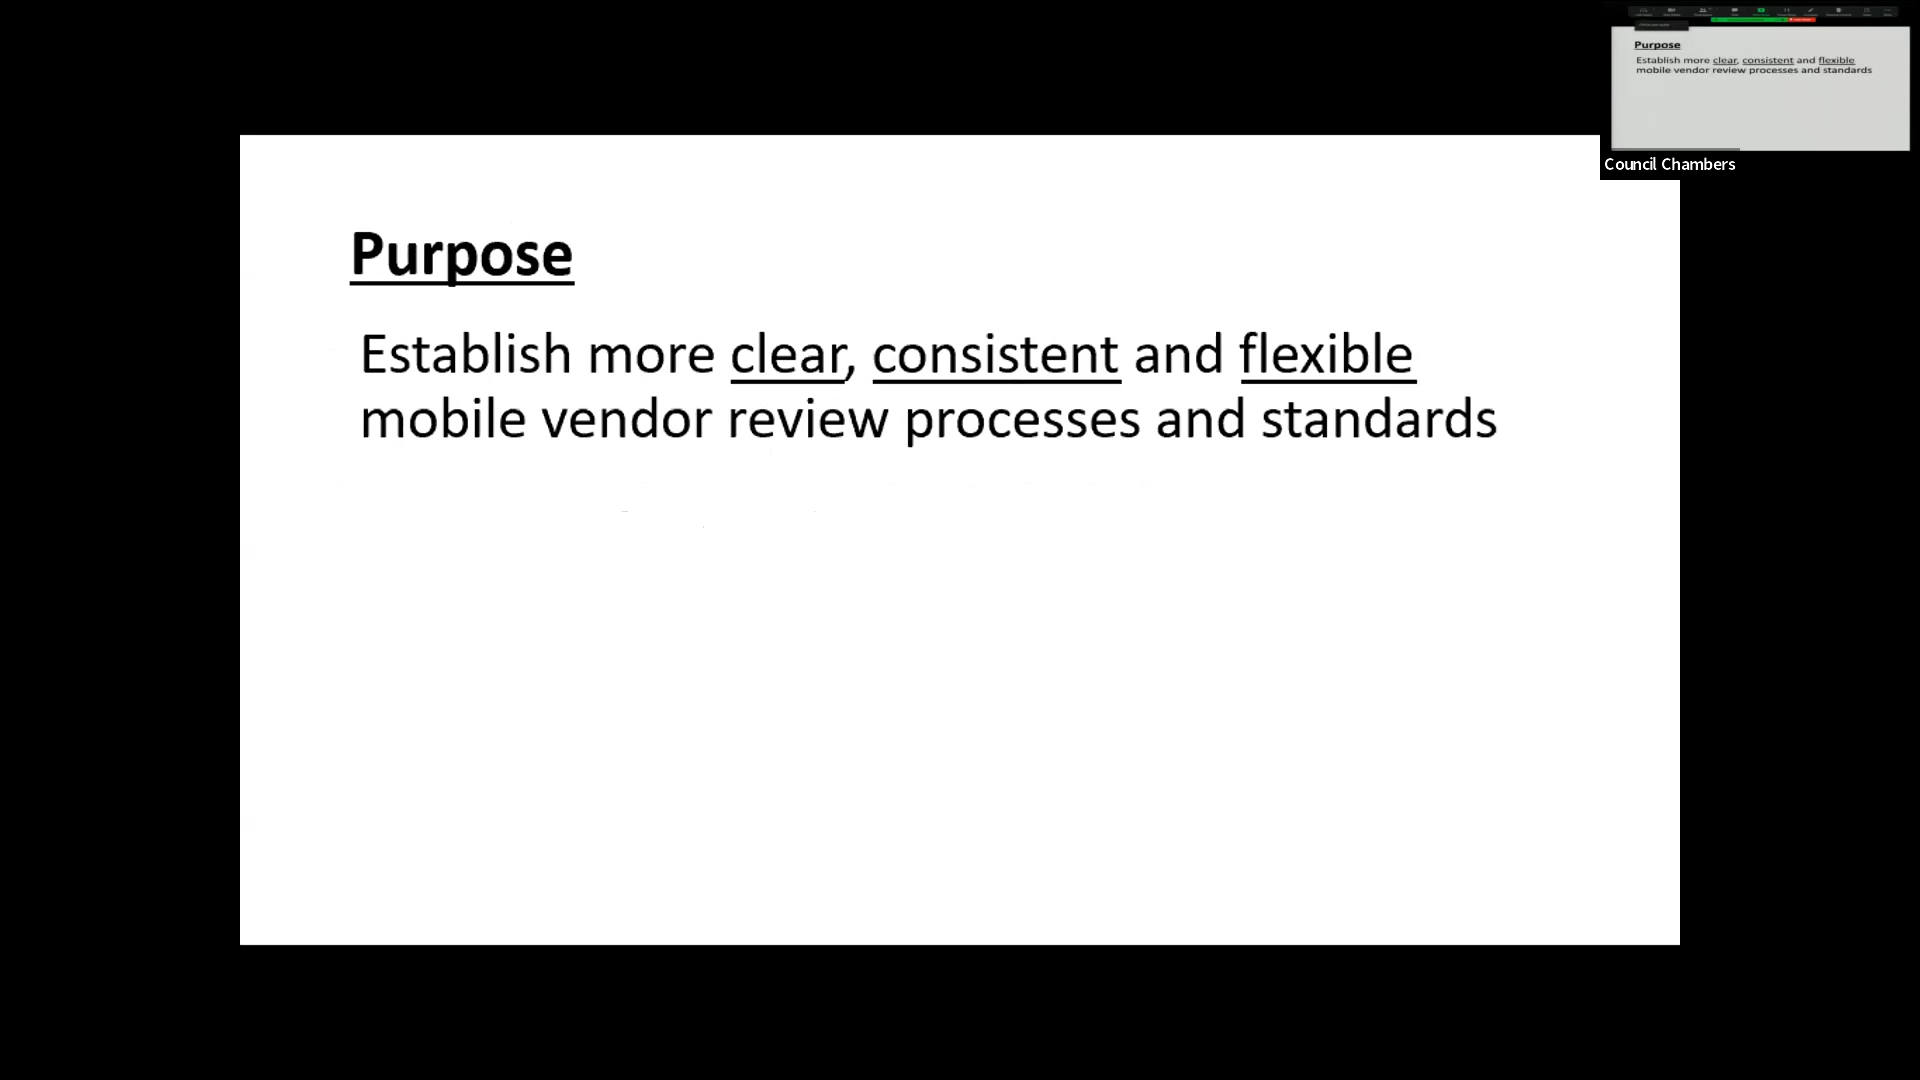 Purpose
Establish more clear, consistent and flexible
mobile vendor review processes and standards
Purpose
Establish more clear, consistent and flexible
mobile vendor review processes and standards
Council Chambers